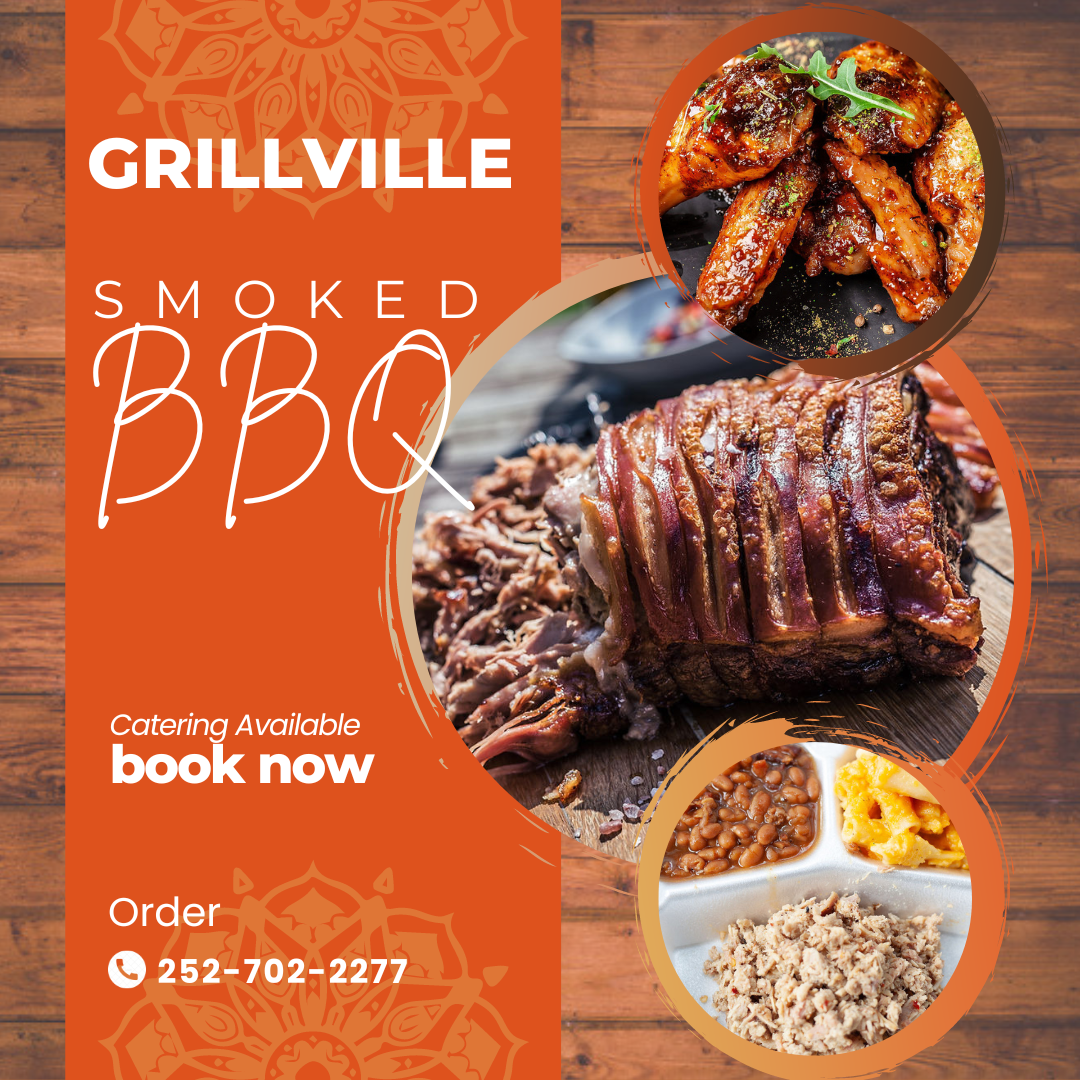 GRILLVILLE
SMOKED
BBQ
Catering Available
book now
Order
252-702-2277